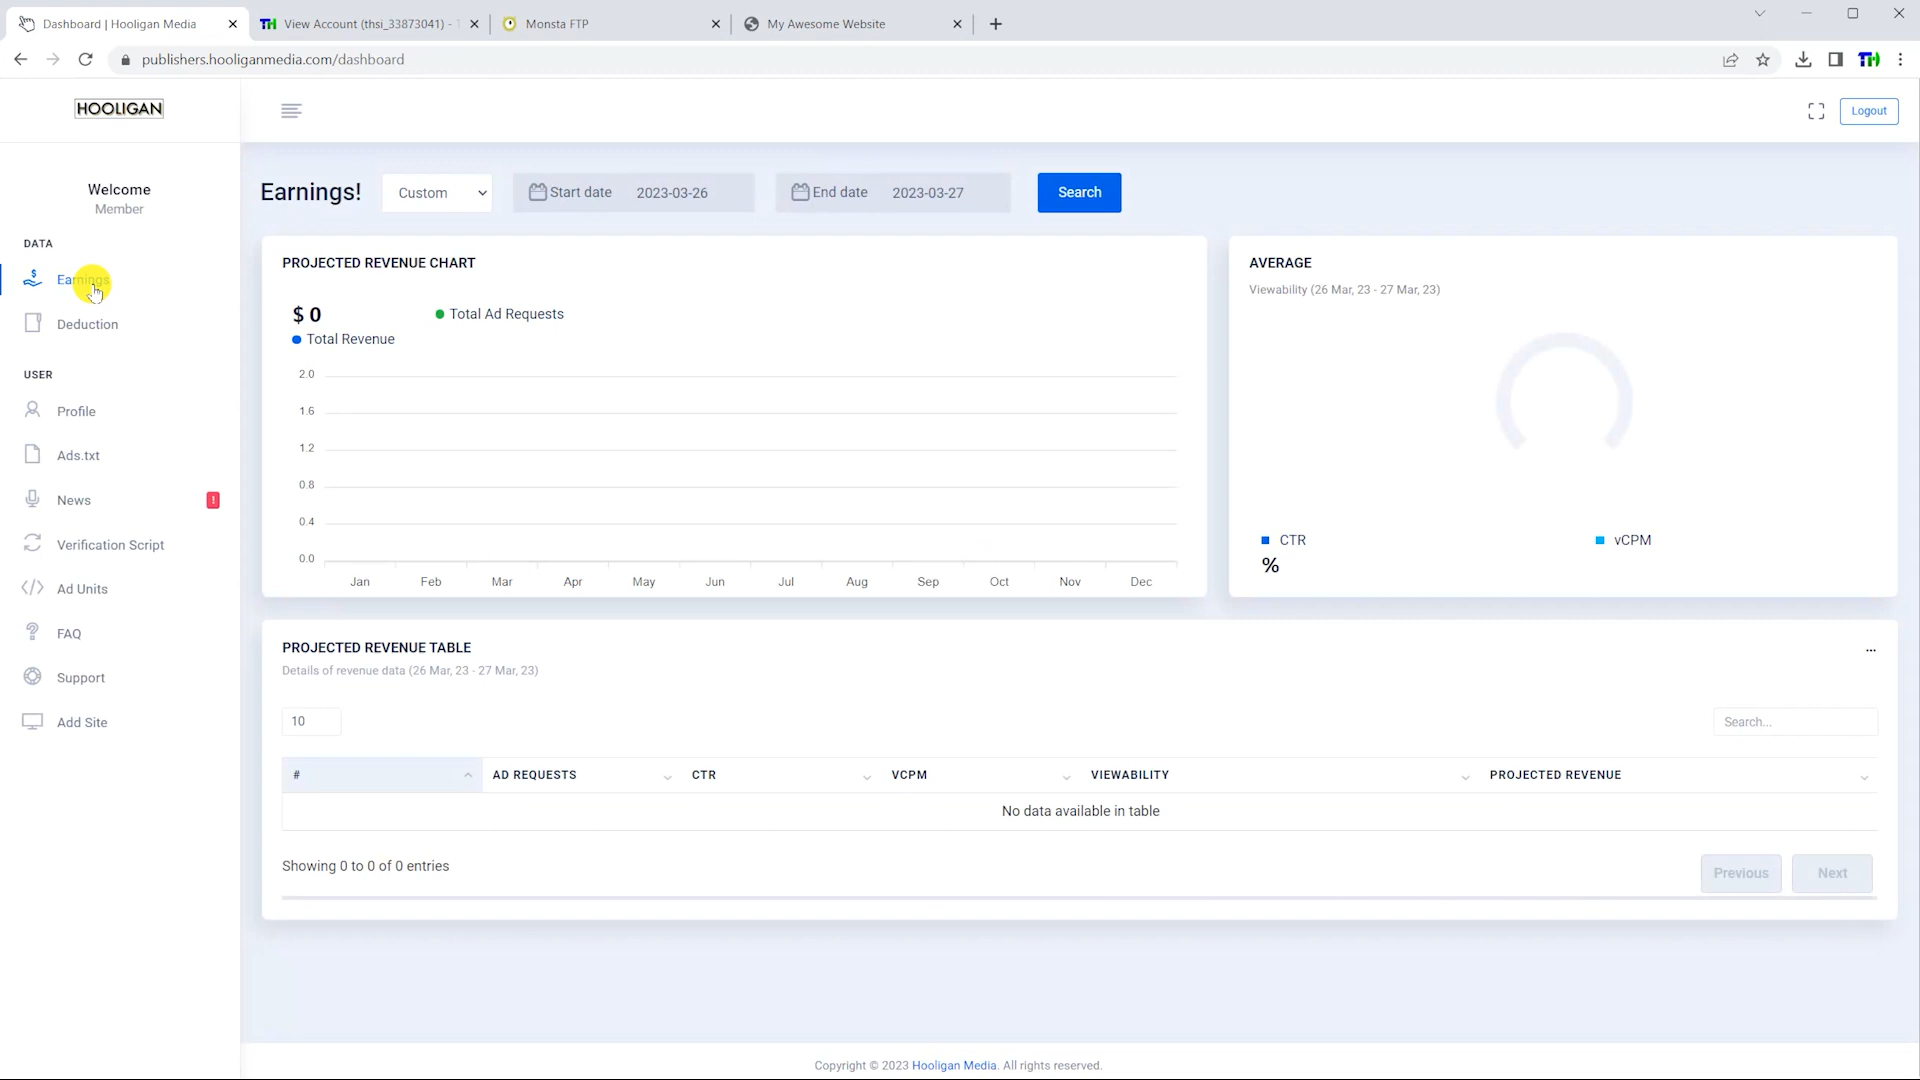 Dashboard | Hooligan Media
View Account (thsi_33873041) - T
Monsta FTP
My Awesome Website
publishers.hooliganmedia.com/dashboard
TH
HOOLIGAN
Logout
Welcome
Member
Earnings!
Custom
Start date 2023-03-26
End date 2023-03-27
Search
DATA
Earnings
Deduction
USER
Profile
Ads.txt
News
!
Verification Script
Ad Units
FAQ
Support
Add Site
PROJECTED REVENUE CHART
$ 0
Total Revenue
Total Ad Requests
2.0
1.6
1.2
0.8
0.4
0.0
Jan Feb Mar Apr May Jun Jul Aug Sep Oct Nov Dec
AVERAGE
Viewability (26 Mar, 23 - 27 Mar, 23)
CTR
%
vCPM
PROJECTED REVENUE TABLE
Details of revenue data (26 Mar, 23 - 27 Mar, 23)
...
10
Search...
# AD REQUESTS CTR VCPM VIEWABILITY PROJECTED REVENUE
No data available in table
Showing 0 to 0 of 0 entries
Previous
Next
Copyright © 2023 Hooligan Media. All rights reserved.